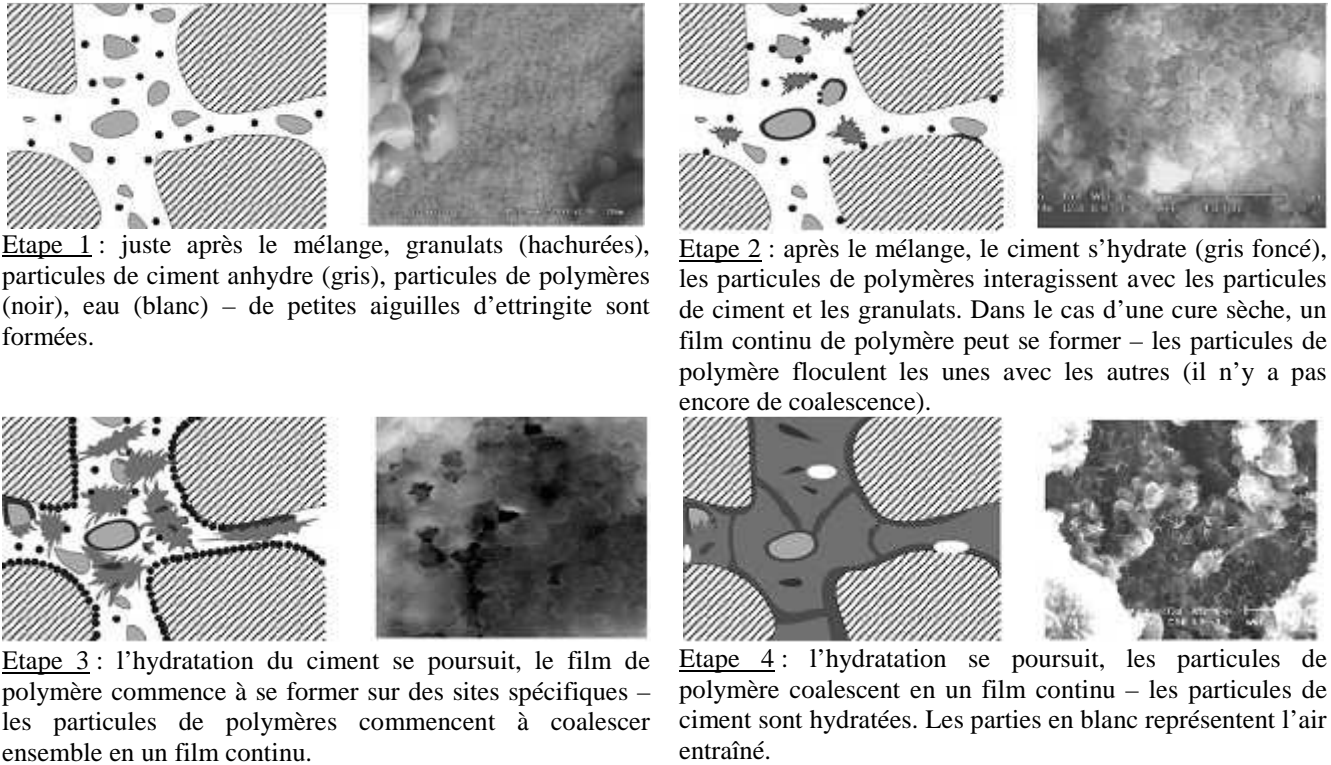 Etape 1 : juste après le mélange, granulats (hachurées),
particules de ciment anhydre (gris), particules de polymères
(noir), eau (blanc) – de petites aiguilles d’ettringite sont
formées.
Etape 2 : après le mélange, le ciment s’hydrate (gris foncé),
les particules de polymères interagissent avec les particules
de ciment et les granulats. Dans le cas d’une cure sèche, un
film continu de polymère peut se former – les particules de
polymère floculent les unes avec les autres (il n’y a pas
encore de coalescence).
Etape 3 : l’hydratation du ciment se poursuit, le film de
polymère commence à se former sur des sites spécifiques –
les particules de polymères commencent à coalescer
ensemble en un film continu.
Etape 4 : l’hydratation se poursuit, les particules de
polymère coalescent en un film continu – les particules de
ciment sont hydratées. Les parties en blanc représentent l’air
entraîné.